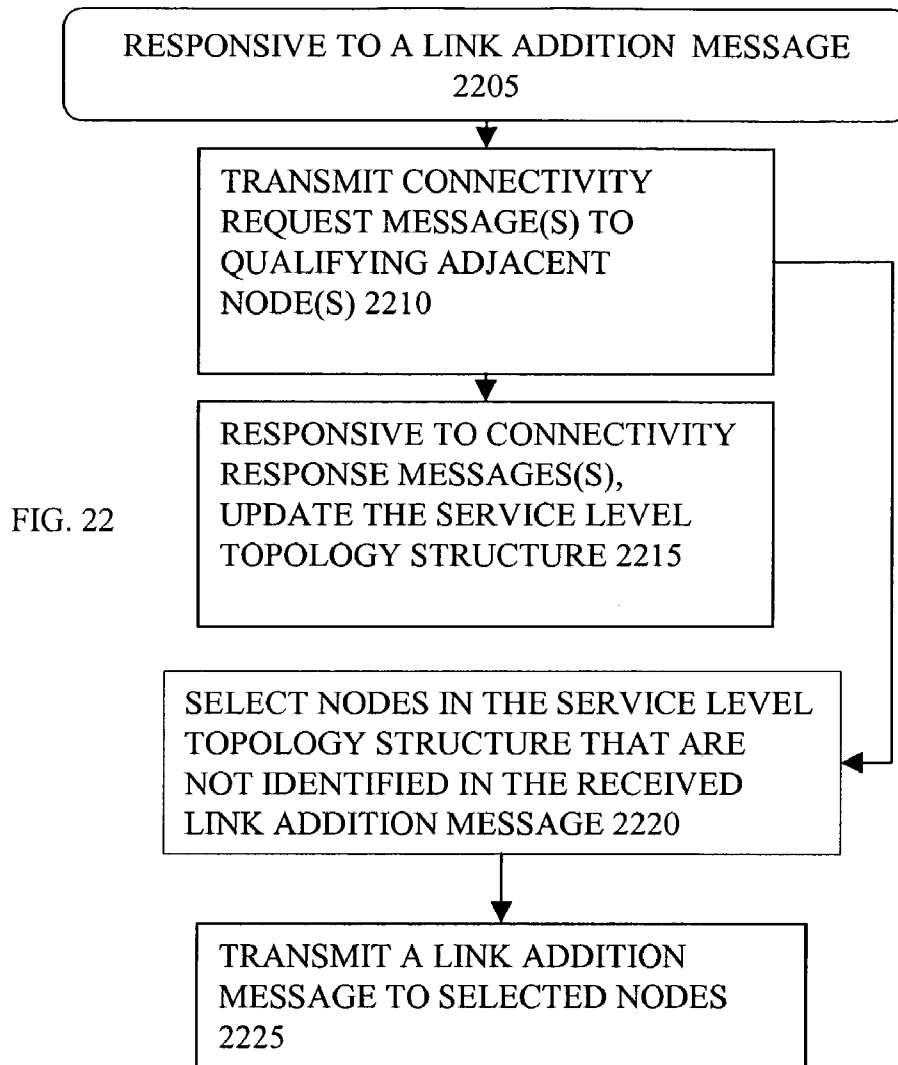 RESPONSIVE TO A LINK ADDITION MESSAGE
2205
TRANSMIT CONNECTIVITY
REQUEST MESSAGE(S) TO
QUALIFYING ADJACENT
NODE(S) 2210
RESPONSIVE TO CONNECTIVITY
RESPONSE MESSAGES(S),
UPDATE THE SERVICE LEVEL
TOPOLOGY STRUCTURE 2215
FIG. 22
SELECT NODES IN THE SERVICE LEVEL
TOPOLOGY STRUCTURE THAT ARE
NOT IDENTIFIED IN THE RECEIVED
LINK ADDITION MESSAGE 2220
TRANSMIT A LINK ADDITION
MESSAGE TO SELECTED NODES
2225